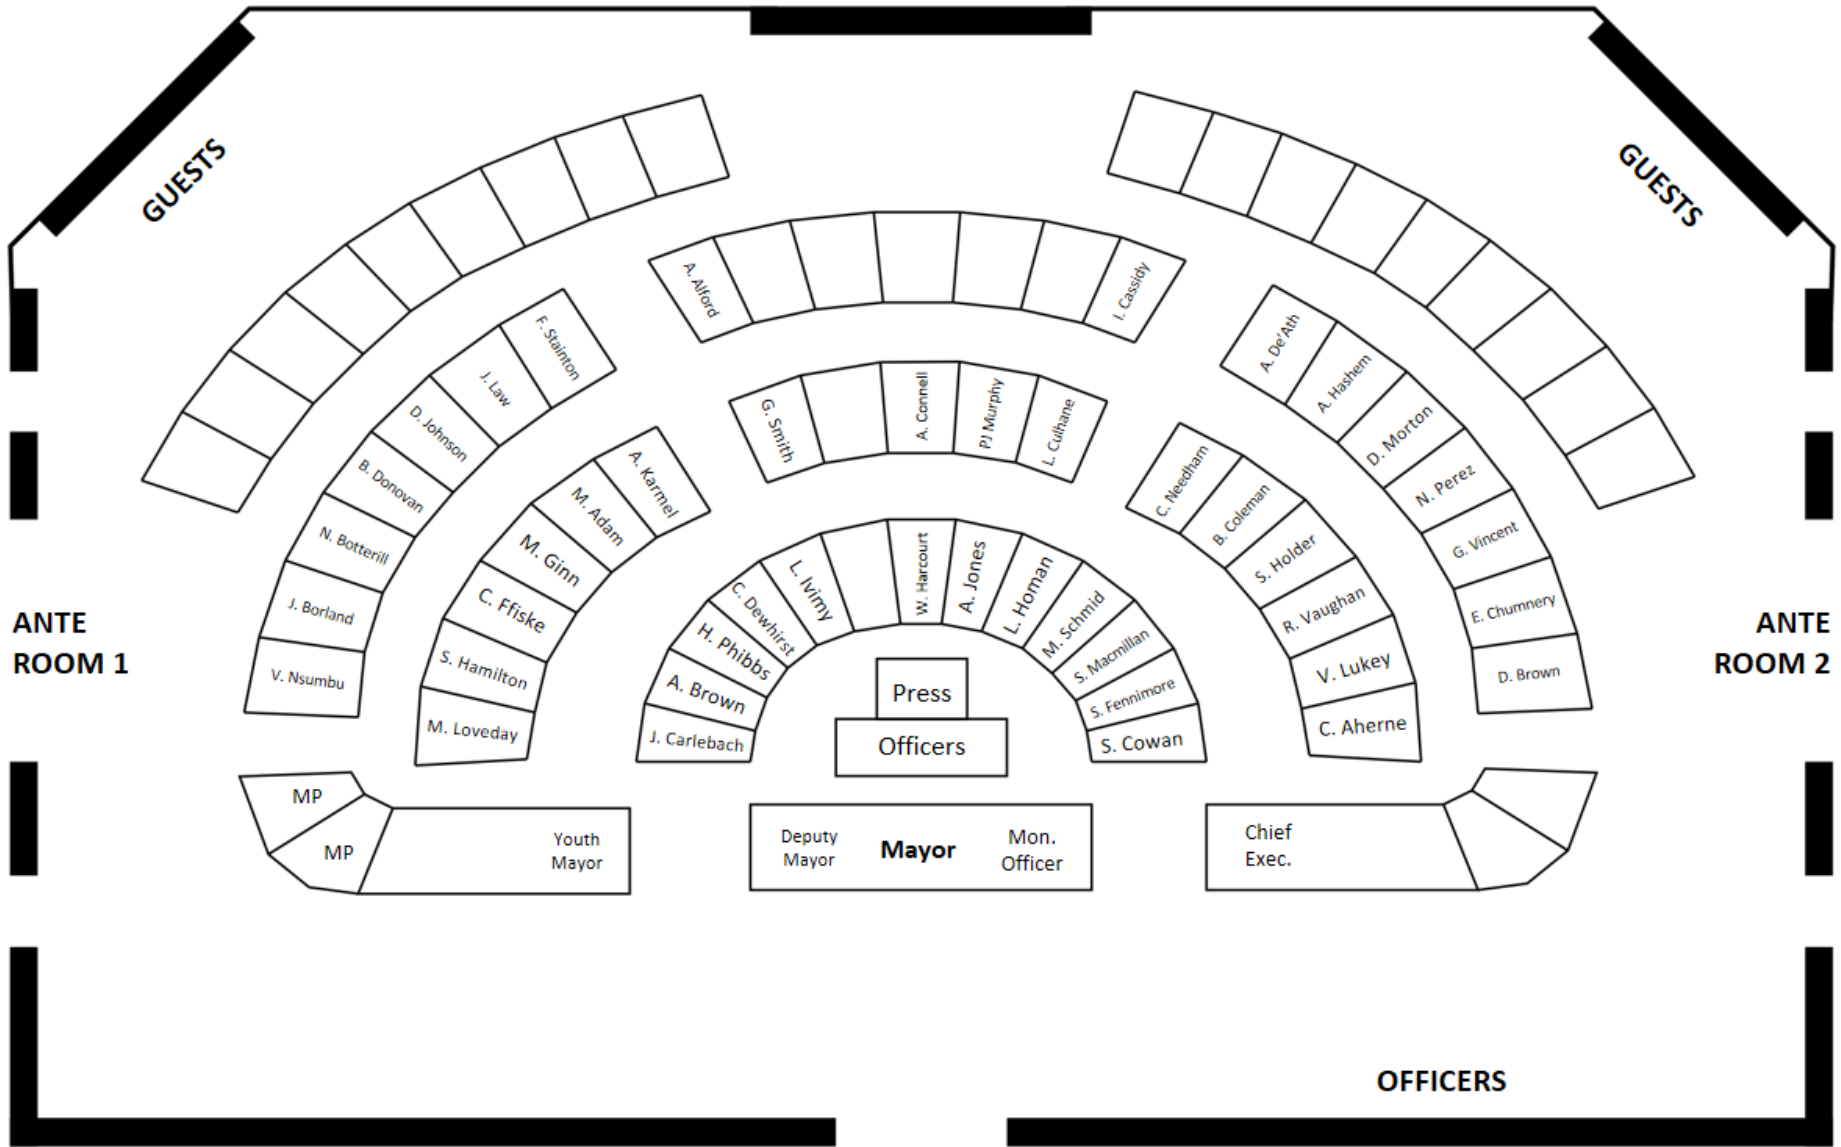 GUESTS
GUESTS
A. Alford
I. Cassidy
F. Stainton
J. Law
D. Johnson
B. Donovan
N. Botterill
J. Borland
V. Nsumbu
A. De'Ath
A. Hashem
D. Morton
N. Perez
G. Vincent
E. Chumnery
D. Brown
G. Smith
A. Connell
PJ Murphy
L. Culhane
A. Karmel
M. Adam
M. Ginn
C. Ffiske
S. Hamilton
M. Loveday
C. Needham
B. Coleman
S. Holder
R. Vaughan
V. Lukey
C. Aherne
J. Carlebach
A. Brown
H. Phibbs
C. Dewhirst
L. Ivimy
W. Harcourt
A. Jones
L. Homan
M. Schmid
S. Macmillan
S. Fennimore
S. Cowan
ANTE
ROOM 1
ANTE
ROOM 2
Press
Officers
MP
MP
Youth
Mayor
Deputy
Mayor
Mayor
Mon.
Officer
Chief
Exec.
OFFICERS